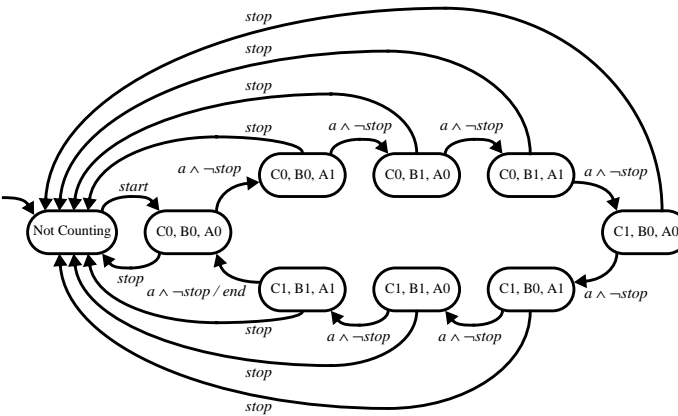 stop
stop
stop
stop
a ∧ ¬stop
a ∧ ¬stop
a ∧ ¬stop
C0, B0, A1
C0, B1, A0
C0, B1, A1
a ∧ ¬stop
start
Not Counting
C0, B0, A0
C1, B0, A0
stop
a ∧ ¬stop / end
C1, B1, A1
C1, B1, A0
C1, B0, A1
a ∧ ¬stop
stop
a ∧ ¬stop
a ∧ ¬stop
stop
stop